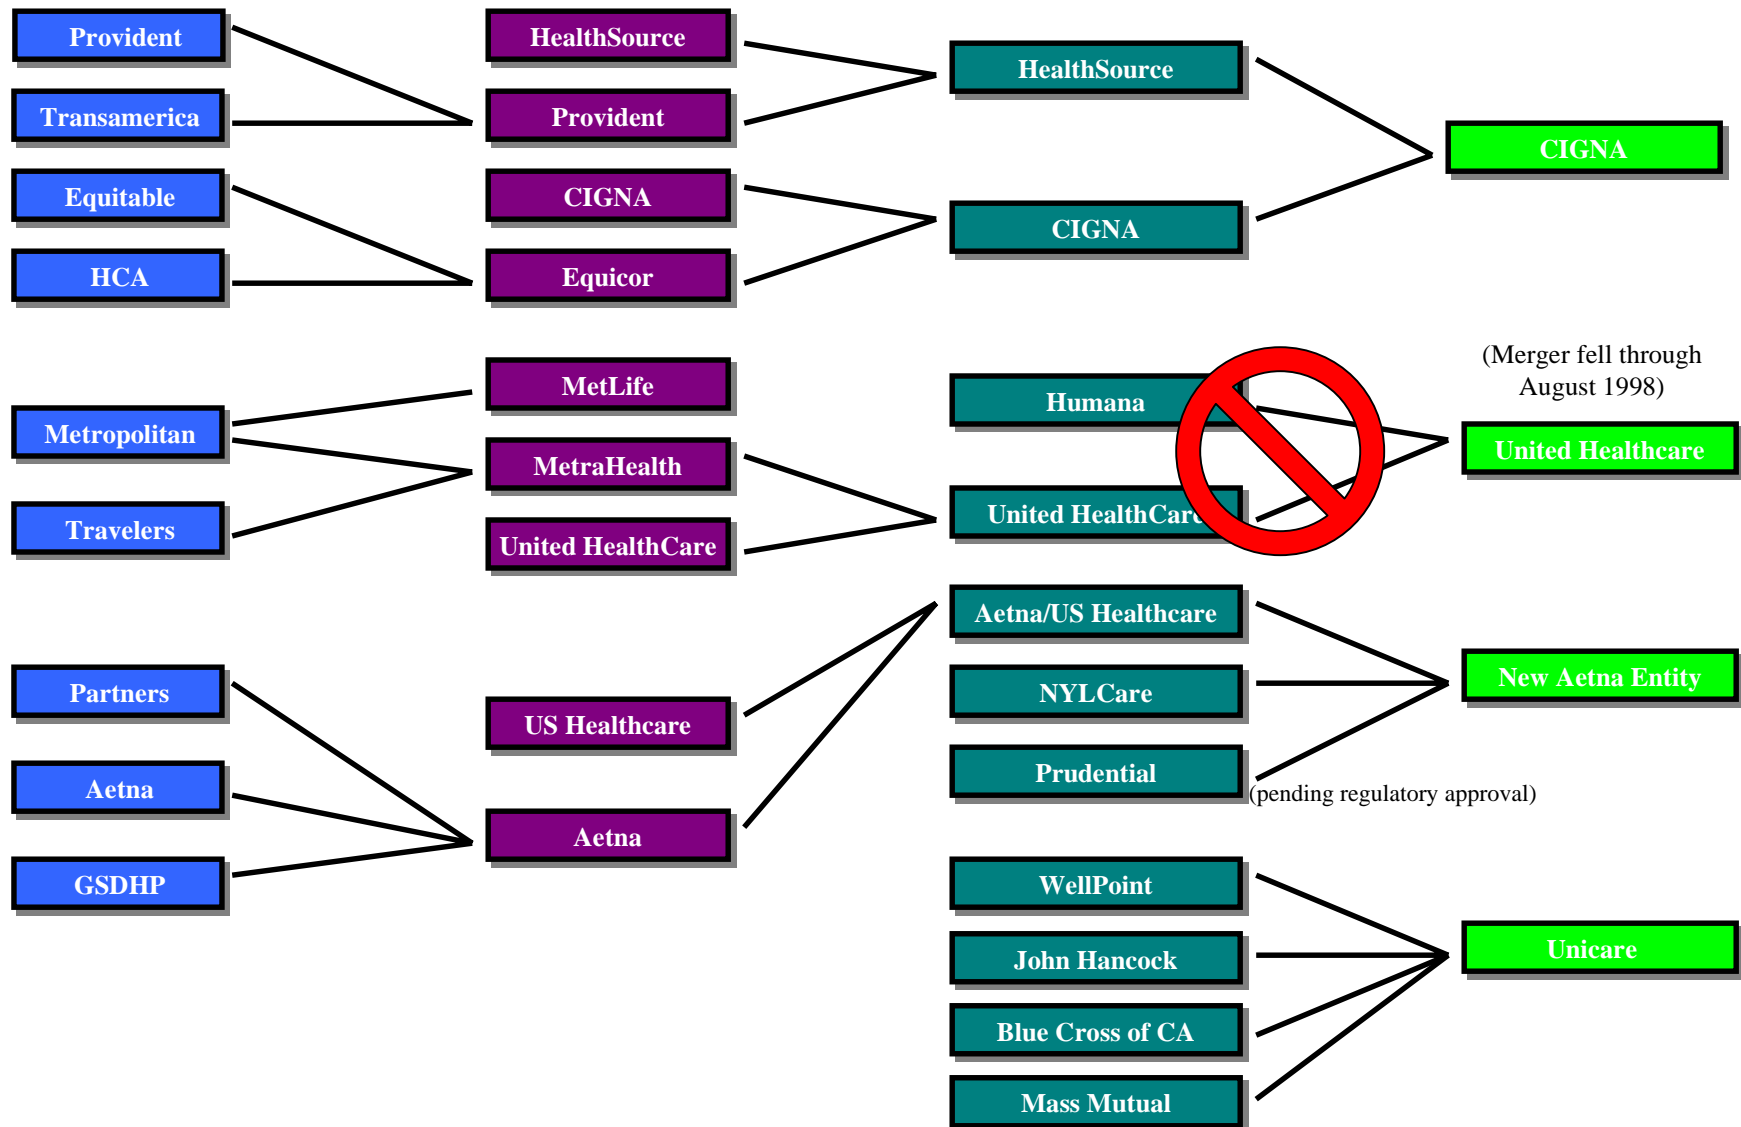 Provident
Transamerica
Equitable
HCA
Metropolitan
Travelers
Partners
Aetna
GSDHP
HealthSource
Provident
CIGNA
Equicor
MetLife
MetraHealth
United HealthCare
US Healthcare
Aetna
HealthSource
CIGNA
Humana
United HealthCare
Aetna/US Healthcare
NYLCare
Prudential
(pending regulatory approval)
WellPoint
John Hancock
Blue Cross of CA
Mass Mutual
CIGNA
(Merger fell through
August 1998)
United Healthcare
New Aetna Entity
Unicare